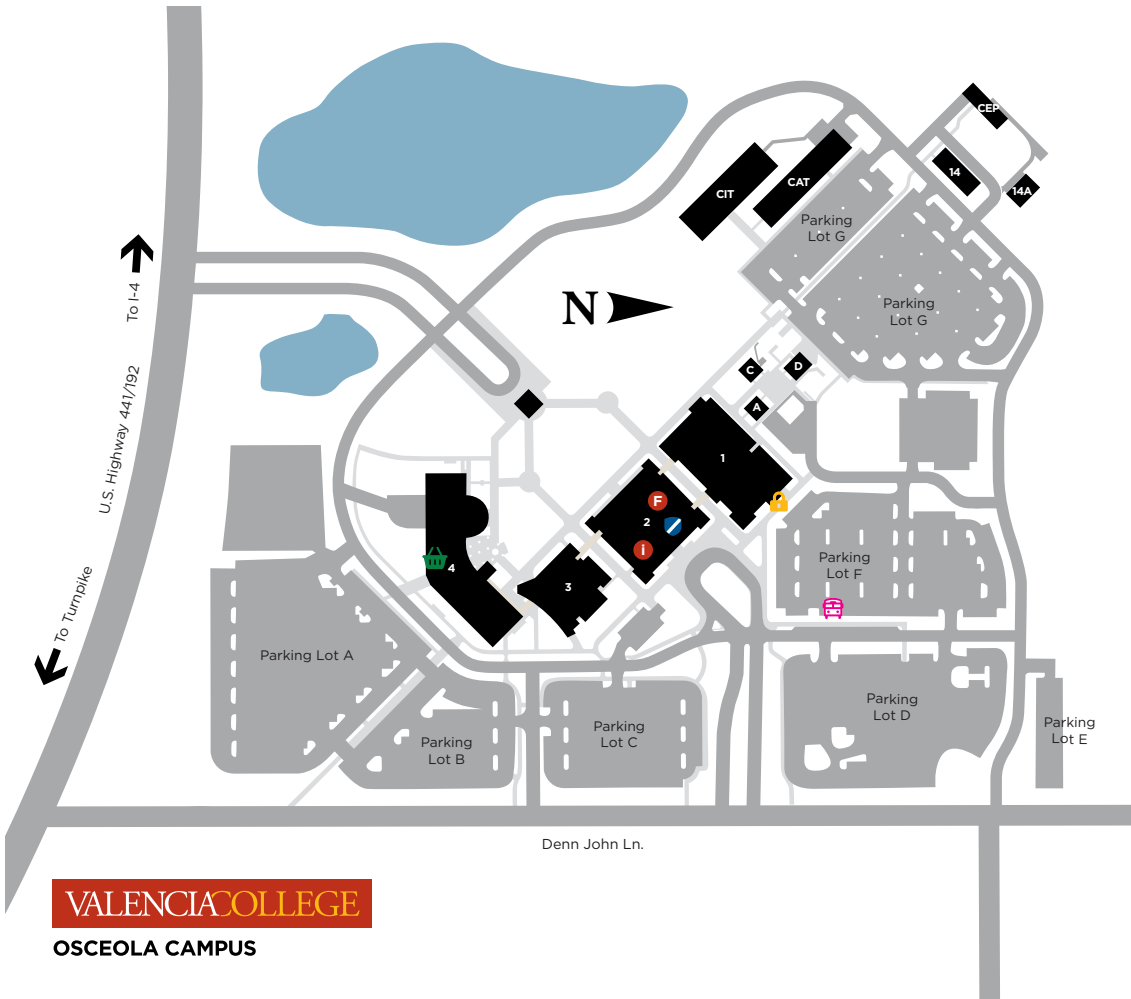 CEP
14
14A
CIT
CAT
Parking
Lot G
Parking
Lot G
To I-4
N
U.S. Highway 441/192
To Turnpike
C
D
A
1
F
2
i
3
4
Parking
Lot F
Parking Lot A
Parking
Lot D
Parking
Lot E
Parking
Lot C
Parking
Lot B
Denn John Ln.
VALENCIACOLLEGE
OSCEOLA CAMPUS